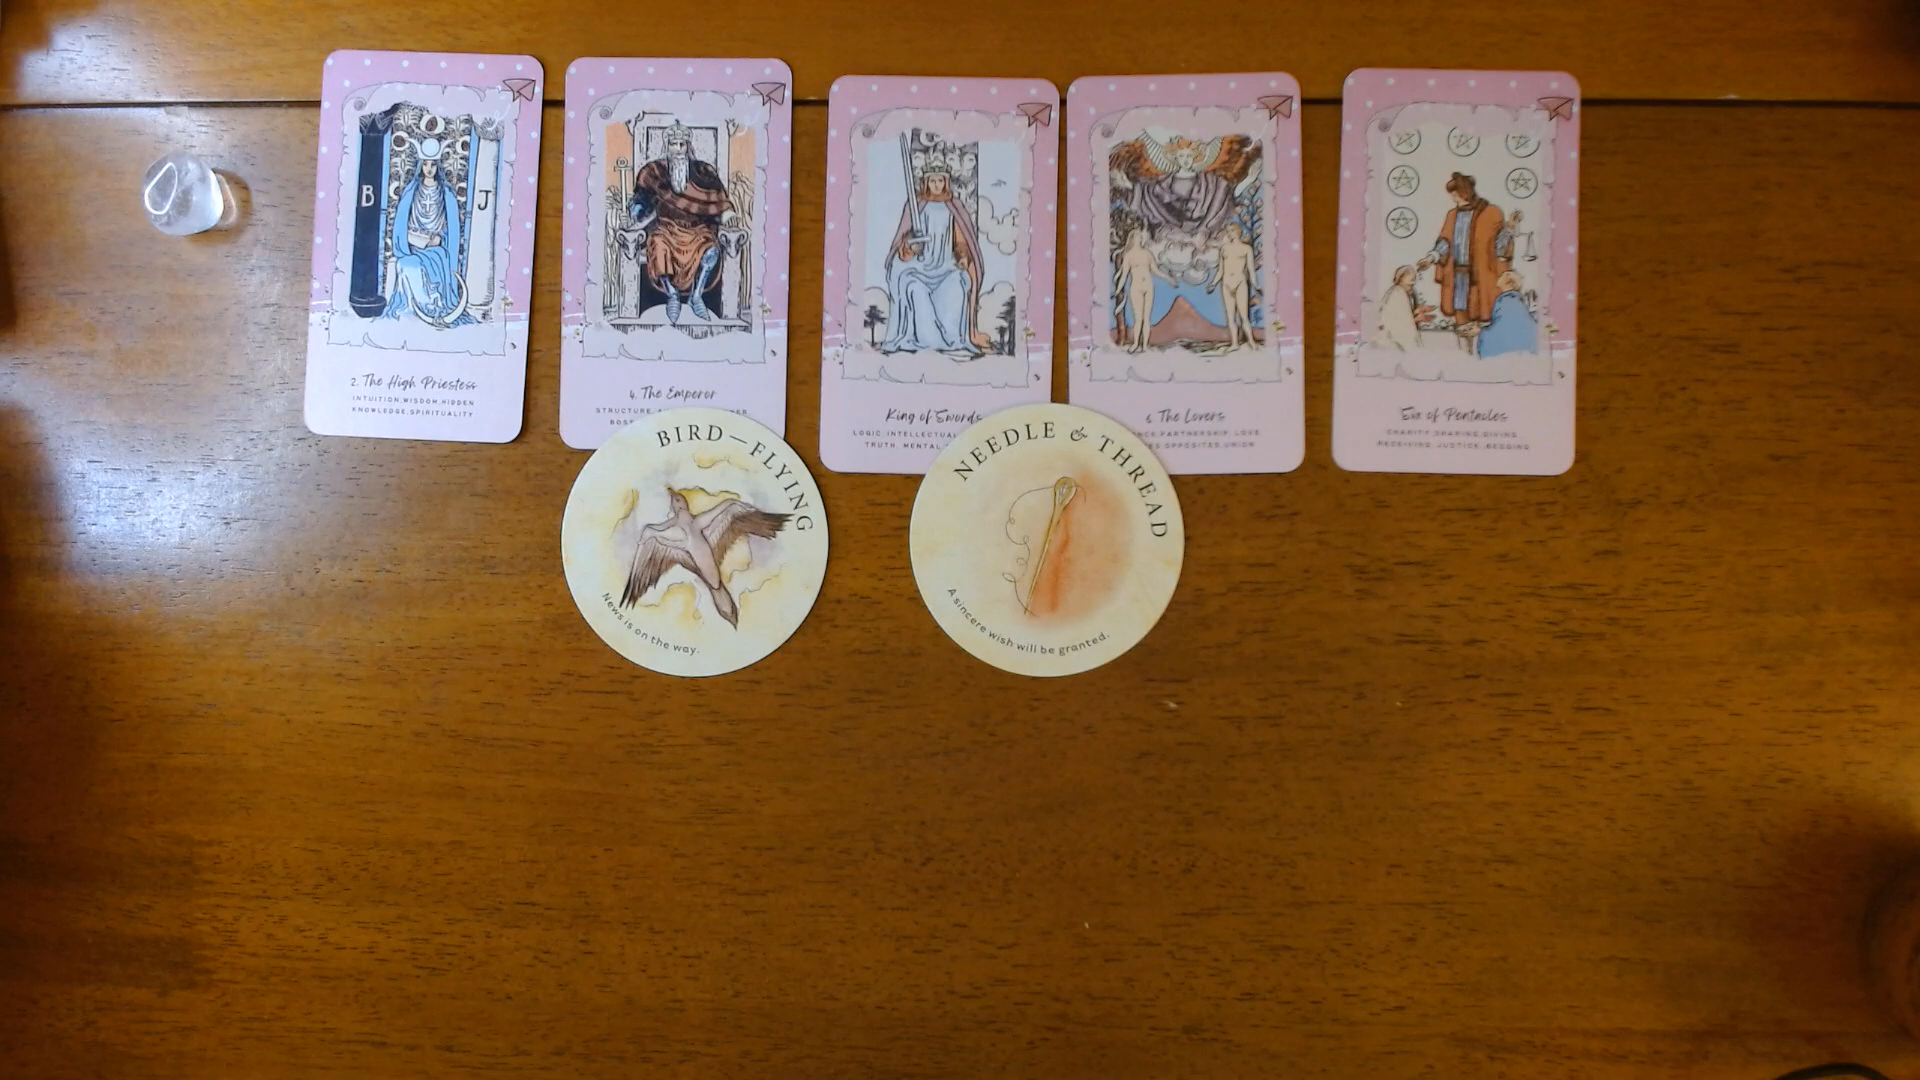 B
J
2. The High Priestess
INTUITION,WISDOM,HIDDEN
KNOWLEDGE,SPIRITUALITY
4. The Emperor
STRUCTURE,
King of Swords
LOGIC INTELLECTUAL
TRUTH, MENTAL
The Lovers
PARTNERSHIP, LOVE,
OPPOSITES,UNION
Six of Pentacles
CHARITY,SHARING,GIVING
RECEIVING, JUSTICE, BEGGING
BIRD—FLYING
News is on the way.
NEEDLE & THREAD
A sincere wish will be granted.